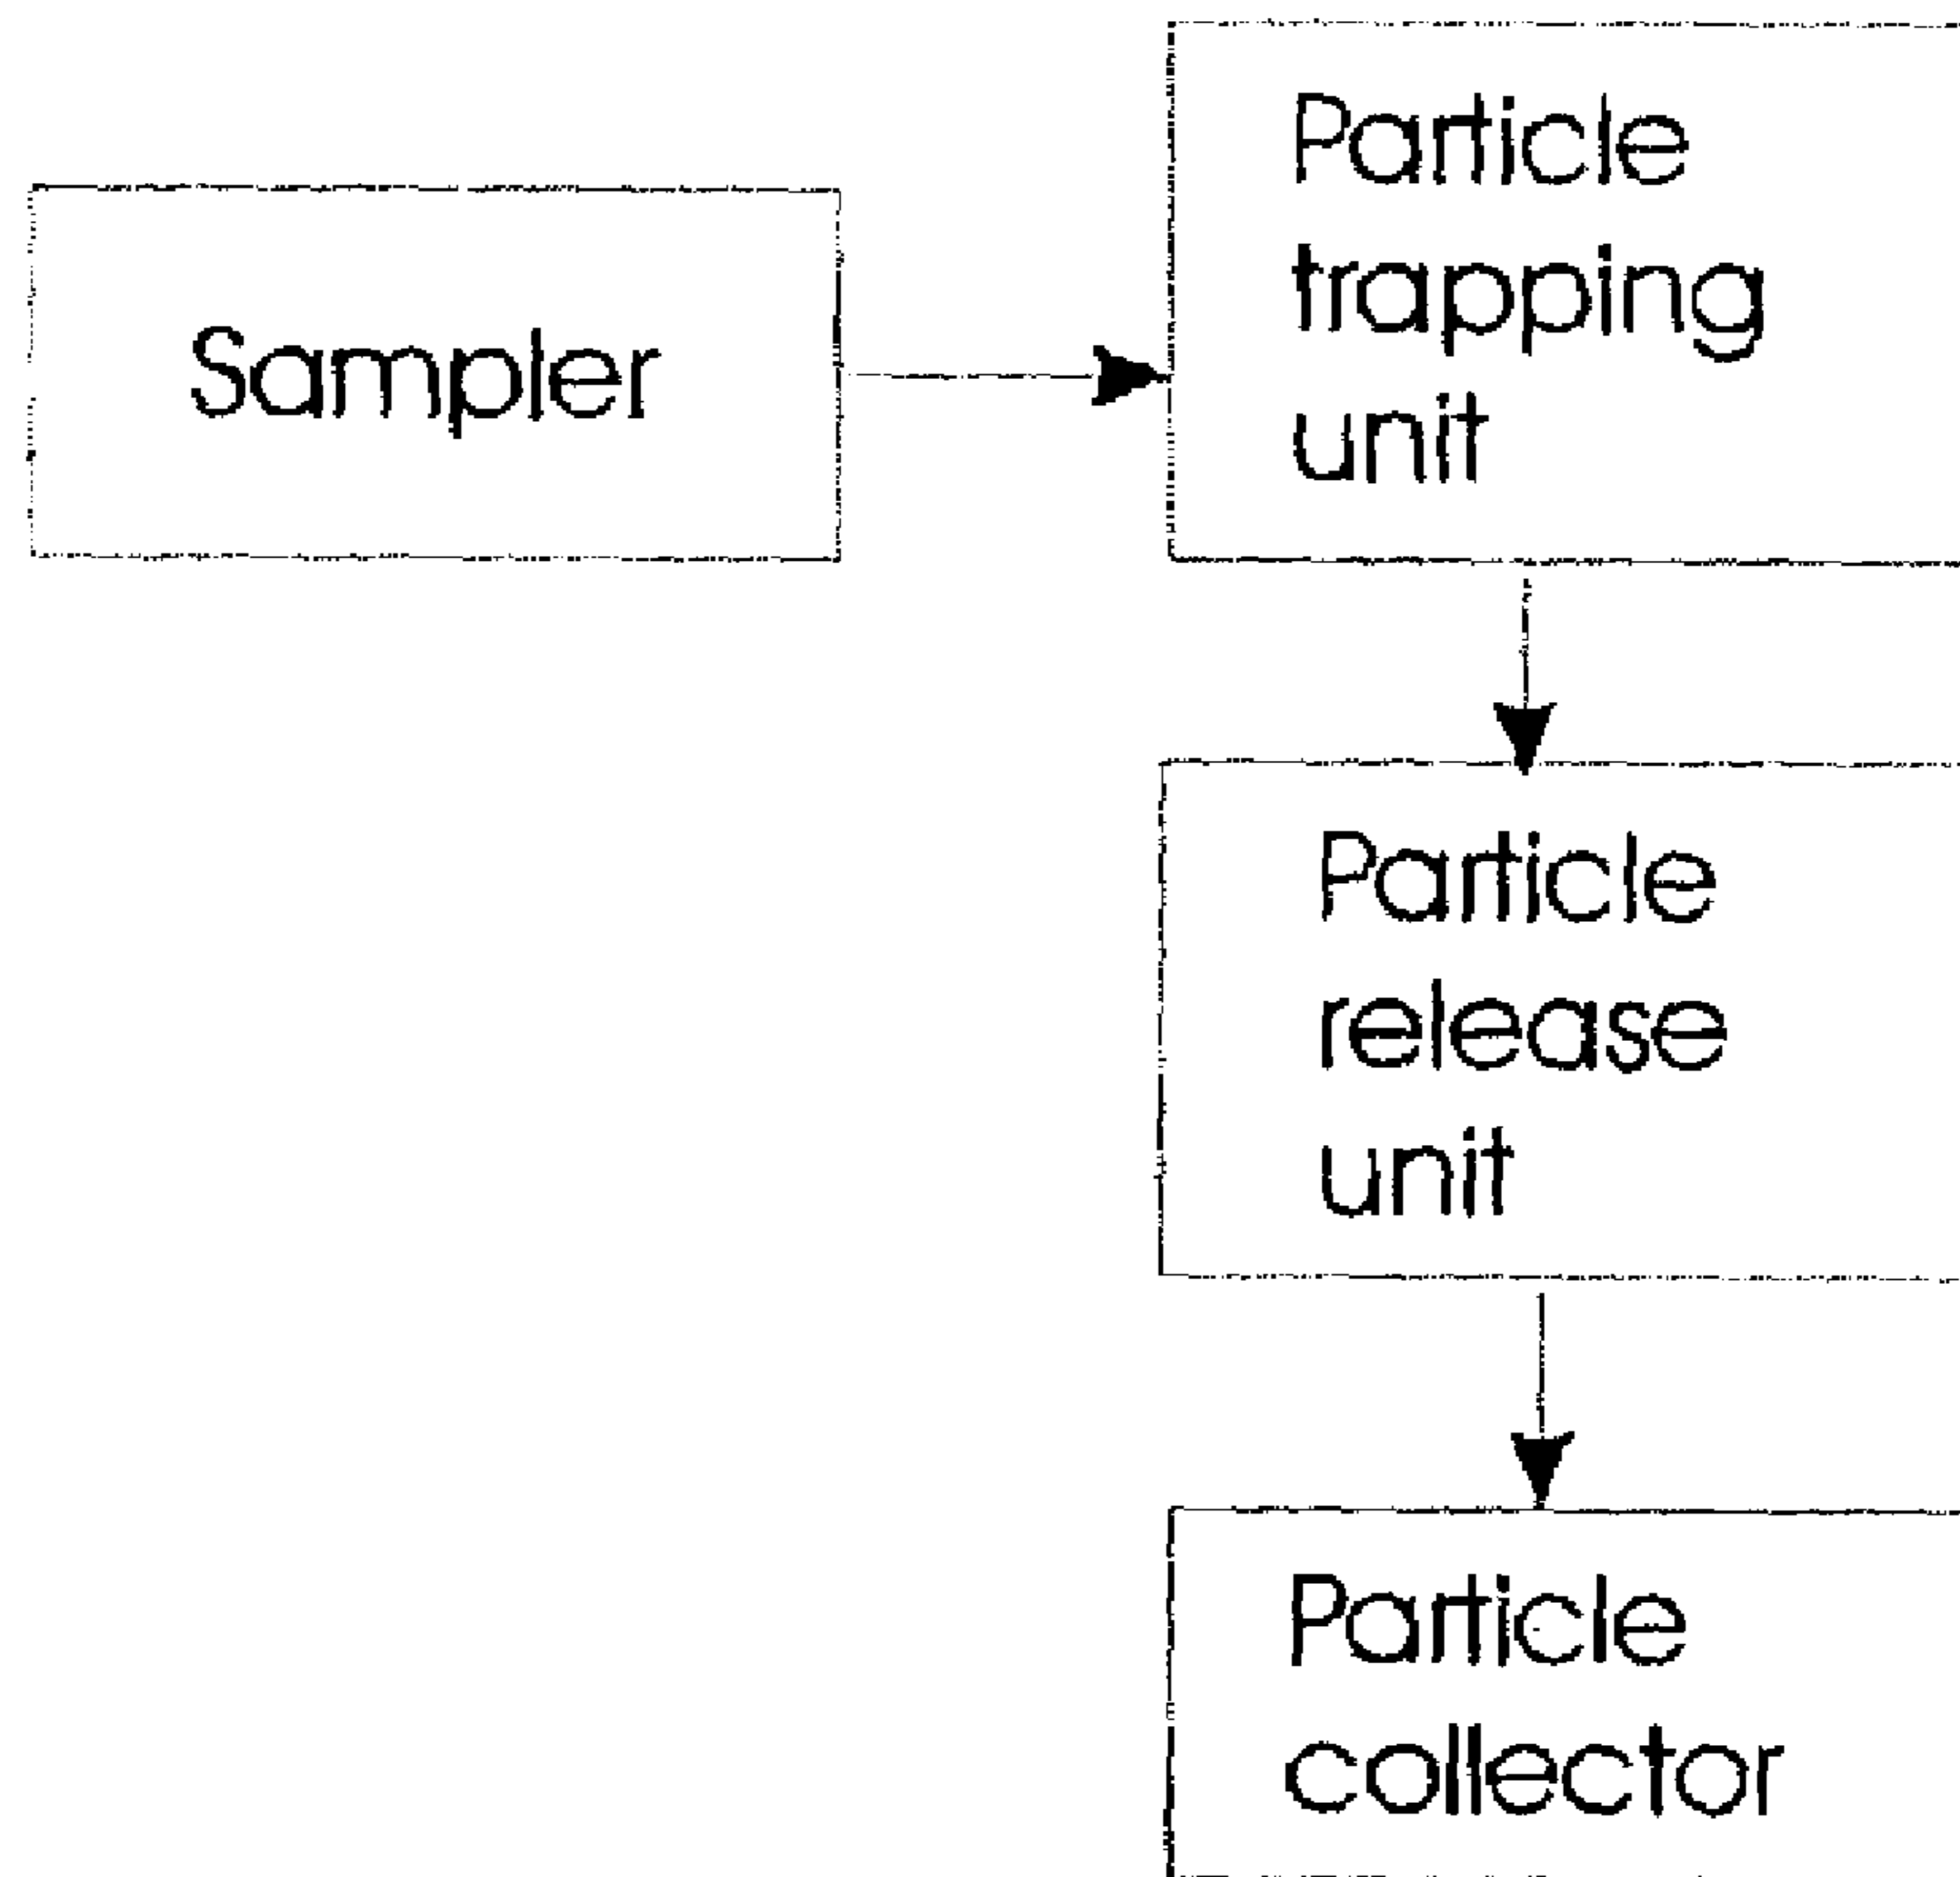 Sampler
Particle
trapping
unit
Particle
release
unit
Particle
collector